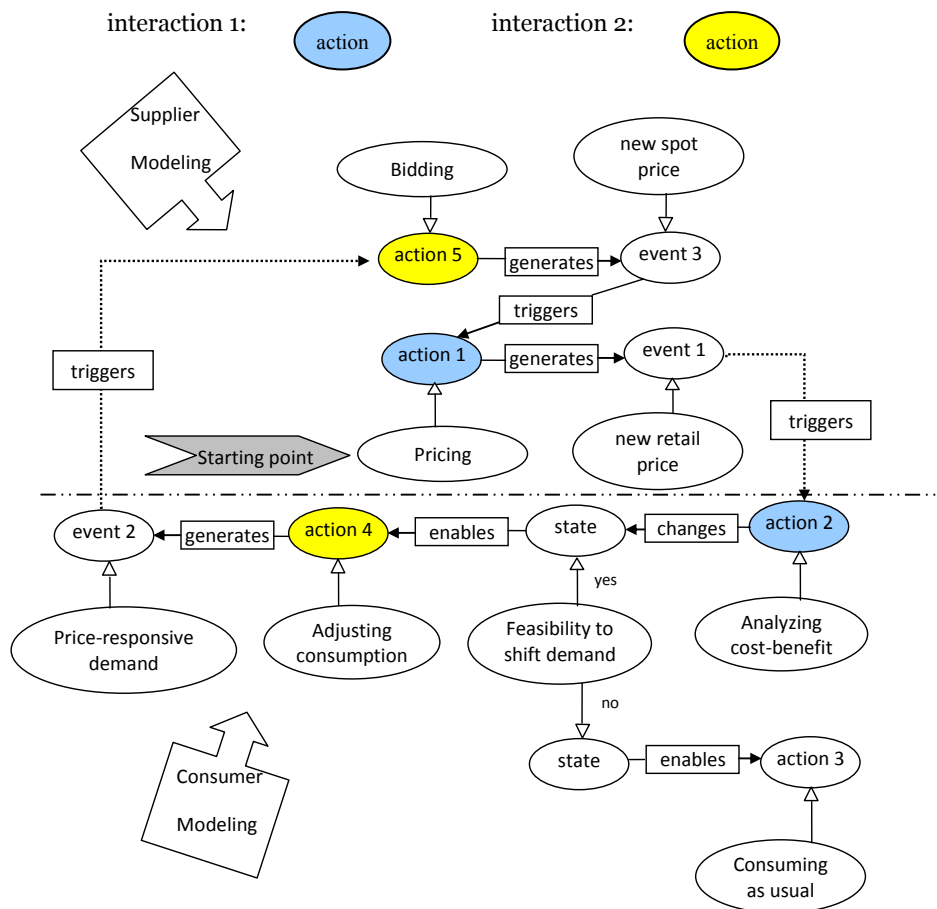 interaction 1:
action
interaction 2:
action
Supplier
Modeling
Bidding
new spot
price
action 5
generates
event 3
triggers
action 1
generates
event 1
triggers
triggers
Starting point
Pricing
new retail
price
event 2
generates
action 4
enables
state
changes
action 2
yes
Price-responsive
demand
Adjusting
consumption
Feasibility to
shift demand
Analyzing
cost-benefit
no
state
enables
action 3
Consumer
Modeling
Consuming
as usual